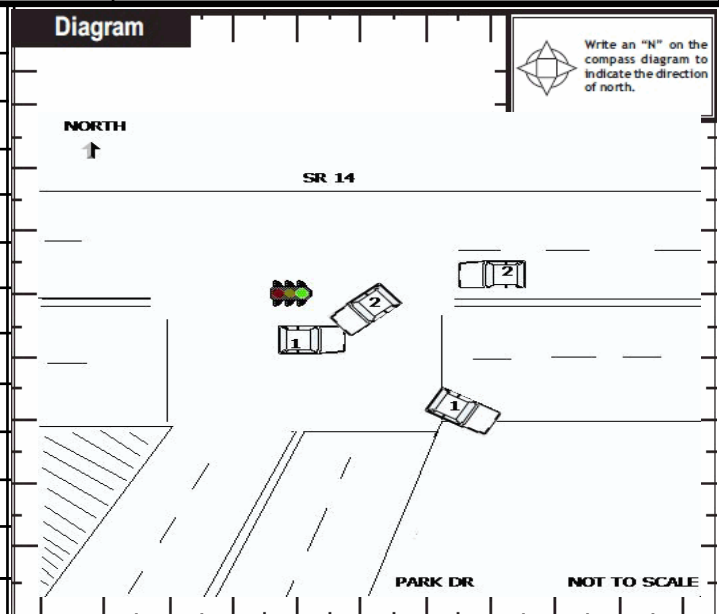 Diagram
Write an "N" on the
compass diagram to
indicate the direction
of north.
NORTH
SR 14
2
2
1
1
PARK DR
NOT TO SCALE